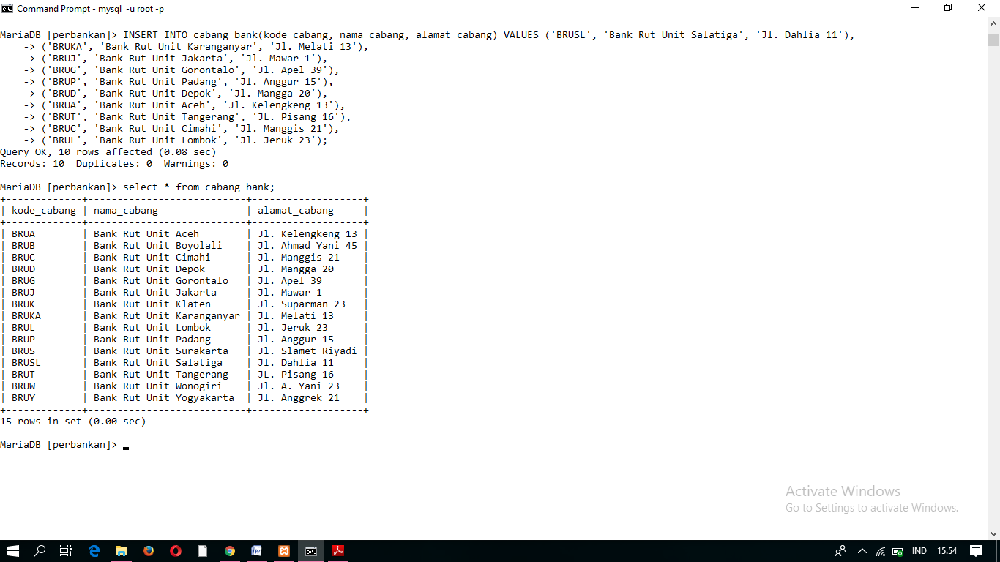 Command Prompt - mysql  -u root -p
MariaDB [perbankan]> INSERT INTO cabang_bank(kode_cabang, nama_cabang, alamat_cabang) VALUES ('BRUSL', 'Bank Rut Unit Salatiga', 'Jl. Dahlia 11'),
    -> ('BRUKA', 'Bank Rut Unit Karanganyar', 'Jl. Melati 13'),
    -> ('BRUJ', 'Bank Rut Unit Jakarta', 'Jl. Mawar 1'),
    -> ('BRUG', 'Bank Rut Unit Gorontalo', 'Jl. Apel 39'),
    -> ('BRUP', 'Bank Rut Unit Padang', 'Jl. Anggur 15'),
    -> ('BRUD', 'Bank Rut Unit Depok', 'Jl. Mangga 20'),
    -> ('BRUA', 'Bank Rut Unit Aceh', 'Jl. Kelengkeng 13'),
    -> ('BRUT', 'Bank Rut Unit Tangerang', 'JL. Pisang 16'),
    -> ('BRUC', 'Bank Rut Unit Cimahi', 'Jl. Manggis 21'),
    -> ('BRUL', 'Bank Rut Unit Lombok', 'Jl. Jeruk 23');
Query OK, 10 rows affected (0.08 sec)
Records: 10  Duplicates: 0  Warnings: 0
MariaDB [perbankan]> select * from cabang_bank;
+-------------+---------------------------+-------------------+
| kode_cabang | nama_cabang               | alamat_cabang     |
+-------------+---------------------------+-------------------+
| BRUA        | Bank Rut Unit Aceh        | Jl. Kelengkeng 13 |
| BRUB        | Bank Rut Unit Boyolali    | Jl. Ahmad Yani 45 |
| BRUC        | Bank Rut Unit Cimahi      | Jl. Manggis 21    |
| BRUD        | Bank Rut Unit Depok       | Jl. Mangga 20     |
| BRUG        | Bank Rut Unit Gorontalo   | Jl. Apel 39       |
| BRUJ        | Bank Rut Unit Jakarta     | Jl. Mawar 1       |
| BRUK        | Bank Rut Unit Klaten      | Jl. Suparman 23   |
| BRUKA       | Bank Rut Unit Karanganyar | Jl. Melati 13     |
| BRUL        | Bank Rut Unit Lombok      | Jl. Jeruk 23      |
| BRUP        | Bank Rut Unit Padang      | Jl. Anggur 15     |
| BRUS        | Bank Rut Unit Surakarta   | Jl. Slamet Riyadi |
| BRUSL       | Bank Rut Unit Salatiga    | Jl. Dahlia 11     |
| BRUT        | Bank Rut Unit Tangerang   | JL. Pisang 16     |
| BRUW        | Bank Rut Unit Wonogiri    | Jl. A. Yani 23    |
| BRUY        | Bank Rut Unit Yogyakarta  | Jl. Anggrek 21    |
+-------------+---------------------------+-------------------+
15 rows in set (0.00 sec)
MariaDB [perbankan]> _
Activate Windows
Go to Settings to activate Windows.
IND 15.54